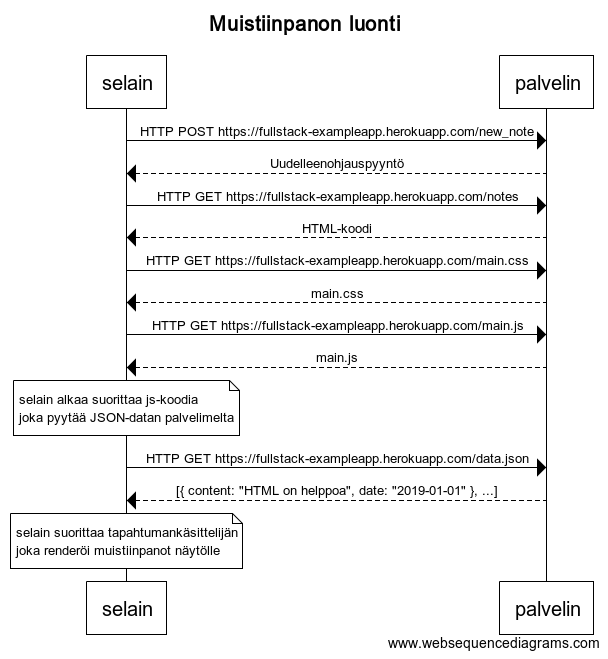 Muistiinpanon luonti
selain
palvelin
HTTP POST https://fullstack-exampleapp.herokuapp.com/new_note
Uudelleenohjauspyyntö
HTTP GET https://fullstack-exampleapp.herokuapp.com/notes
HTML-koodi
HTTP GET https://fullstack-exampleapp.herokuapp.com/main.css
main.css
HTTP GET https://fullstack-exampleapp.herokuapp.com/main.js
main.js
selain alkaa suorittaa js-koodia
joka pyytää JSON-datan palvelimelta
HTTP GET https://fullstack-exampleapp.herokuapp.com/data.json
[{ content: "HTML on helppoa", date: "2019-01-01" }, ...]
selain suorittaa tapahtumankäsittelijän
joka renderöi muistiinpanot näytölle
selain
palvelin
www.websequencediagrams.com